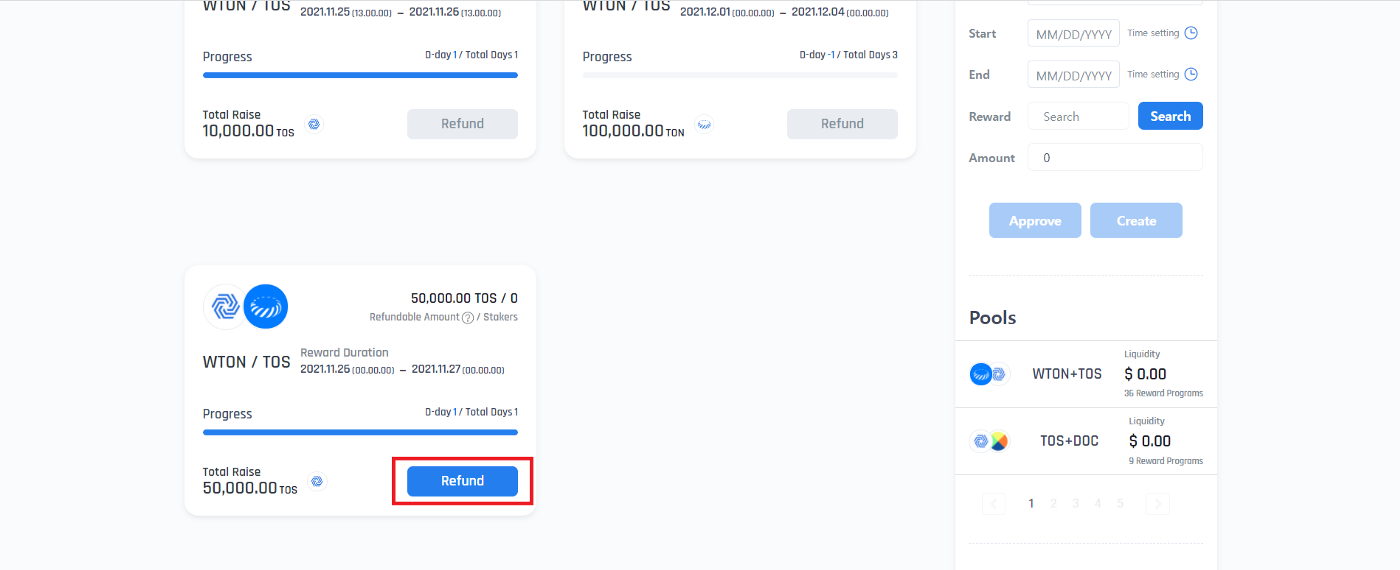 WTON / TOS 2021.11.25 (13.00.00) – 2021.11.26 (13.00.00)
Progress D-day 1 / Total Days 1
Total Raise
10,000.00 TOS
Refund
WTON / TOS 2021.12.01 (00.00.00) – 2021.12.04 (00.00.00)
Progress D-day -1 / Total Days 3
Total Raise
100,000.00 TON
Refund
50,000.00 TOS / 0
Refundable Amount ? / Stakers
Reward Duration
WTON / TOS 2021.11.26 (00.00.00) – 2021.11.27 (00.00.00)
Progress D-day 1 / Total Days 1
Total Raise
50,000.00 TOS
Refund
Start MM/DD/YYYY Time setting
End MM/DD/YYYY Time setting
Reward Search Search
Amount 0
Approve Create
Pools
Liquidity
WTON+TOS $ 0.00
36 Reward Programs
Liquidity
TOS+DOC $ 0.00
9 Reward Programs
< 1 2 3 4 5 >